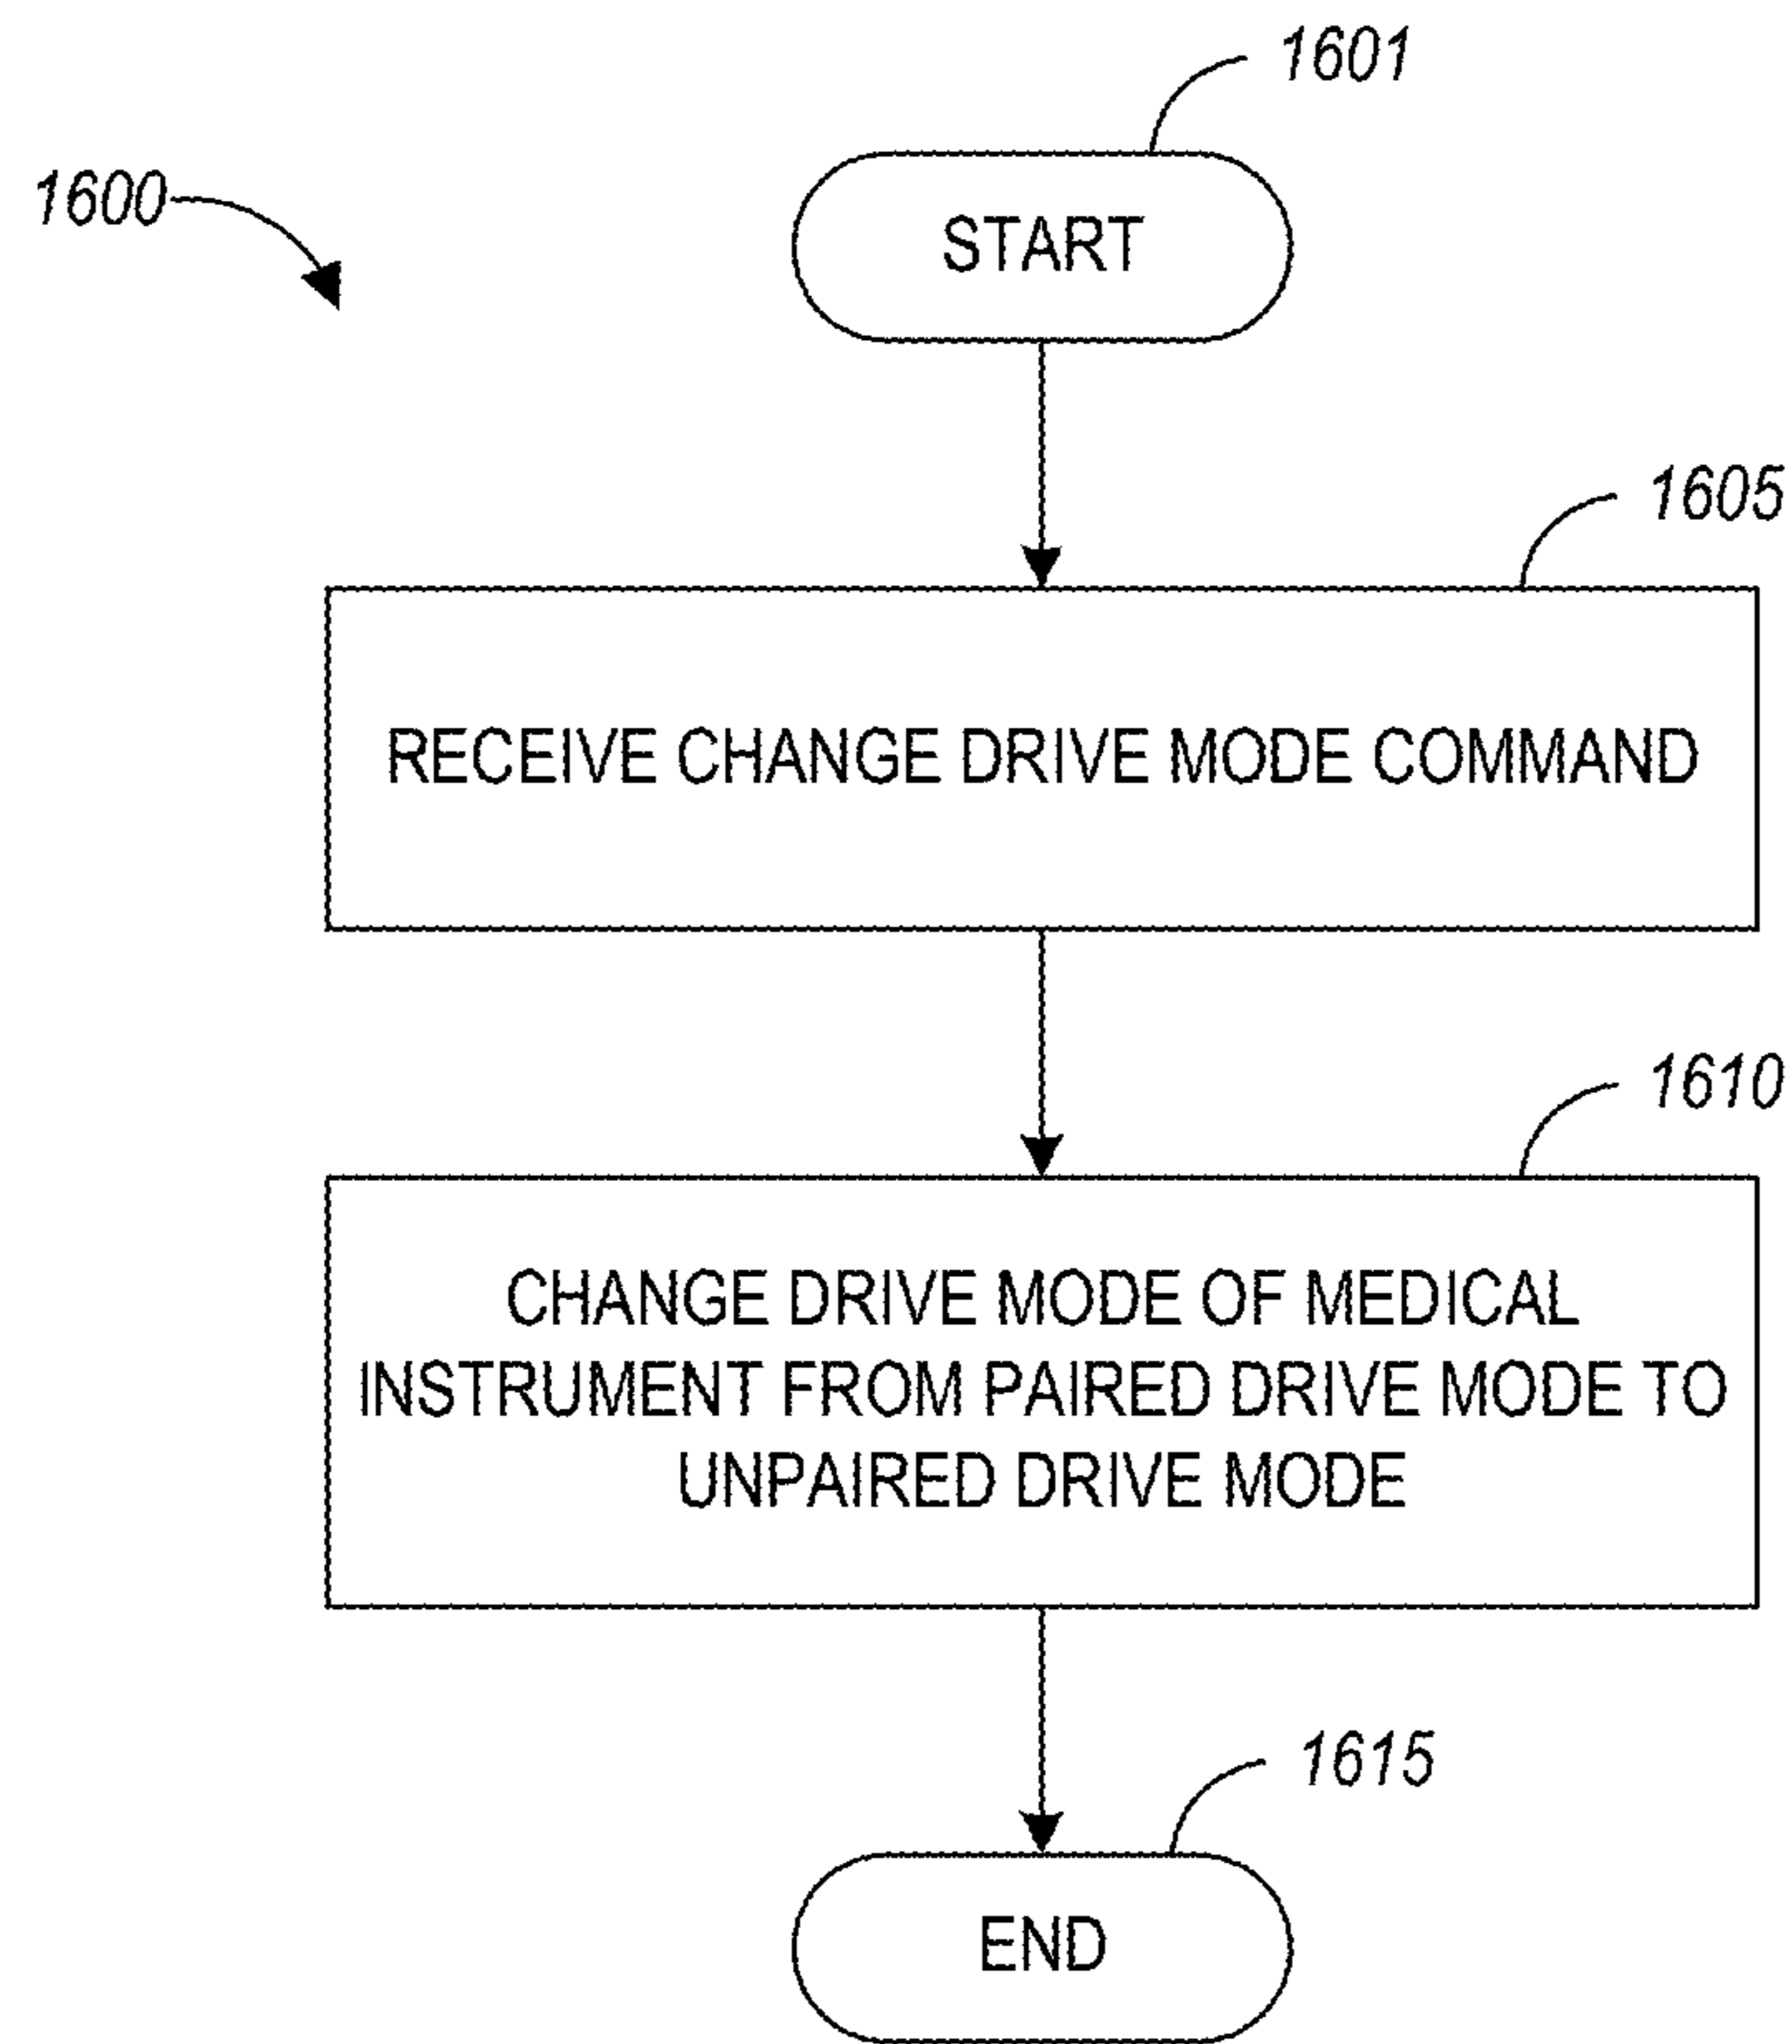 1601
1600
START
1605
RECEIVE CHANGE DRIVE MODE COMMAND
1610
CHANGE DRIVE MODE OF MEDICAL
INSTRUMENT FROM PAIRED DRIVE MODE TO
UNPAIRED DRIVE MODE
1615
END